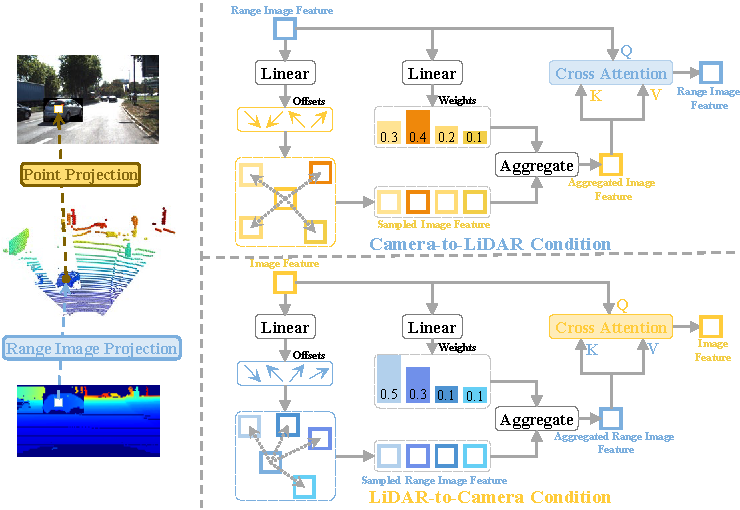 Point Projection
Range Image Projection
Range Image Feature
Linear
Linear
Offsets
Weights
0.3
0.4
0.2
0.1
Q
Cross Attention
K
V
Range Image
Feature
Aggregate
Aggregated Image
Feature
Sampled Image Feature
Camera-to-LiDAR Condition
Image Feature
Linear
Linear
Offsets
Weights
0.5
0.3
0.1
0.1
Q
Cross Attention
K
V
Image
Feature
Aggregate
Aggregated Range Image
Feature
Sampled Range Image Feature
LiDAR-to-Camera Condition